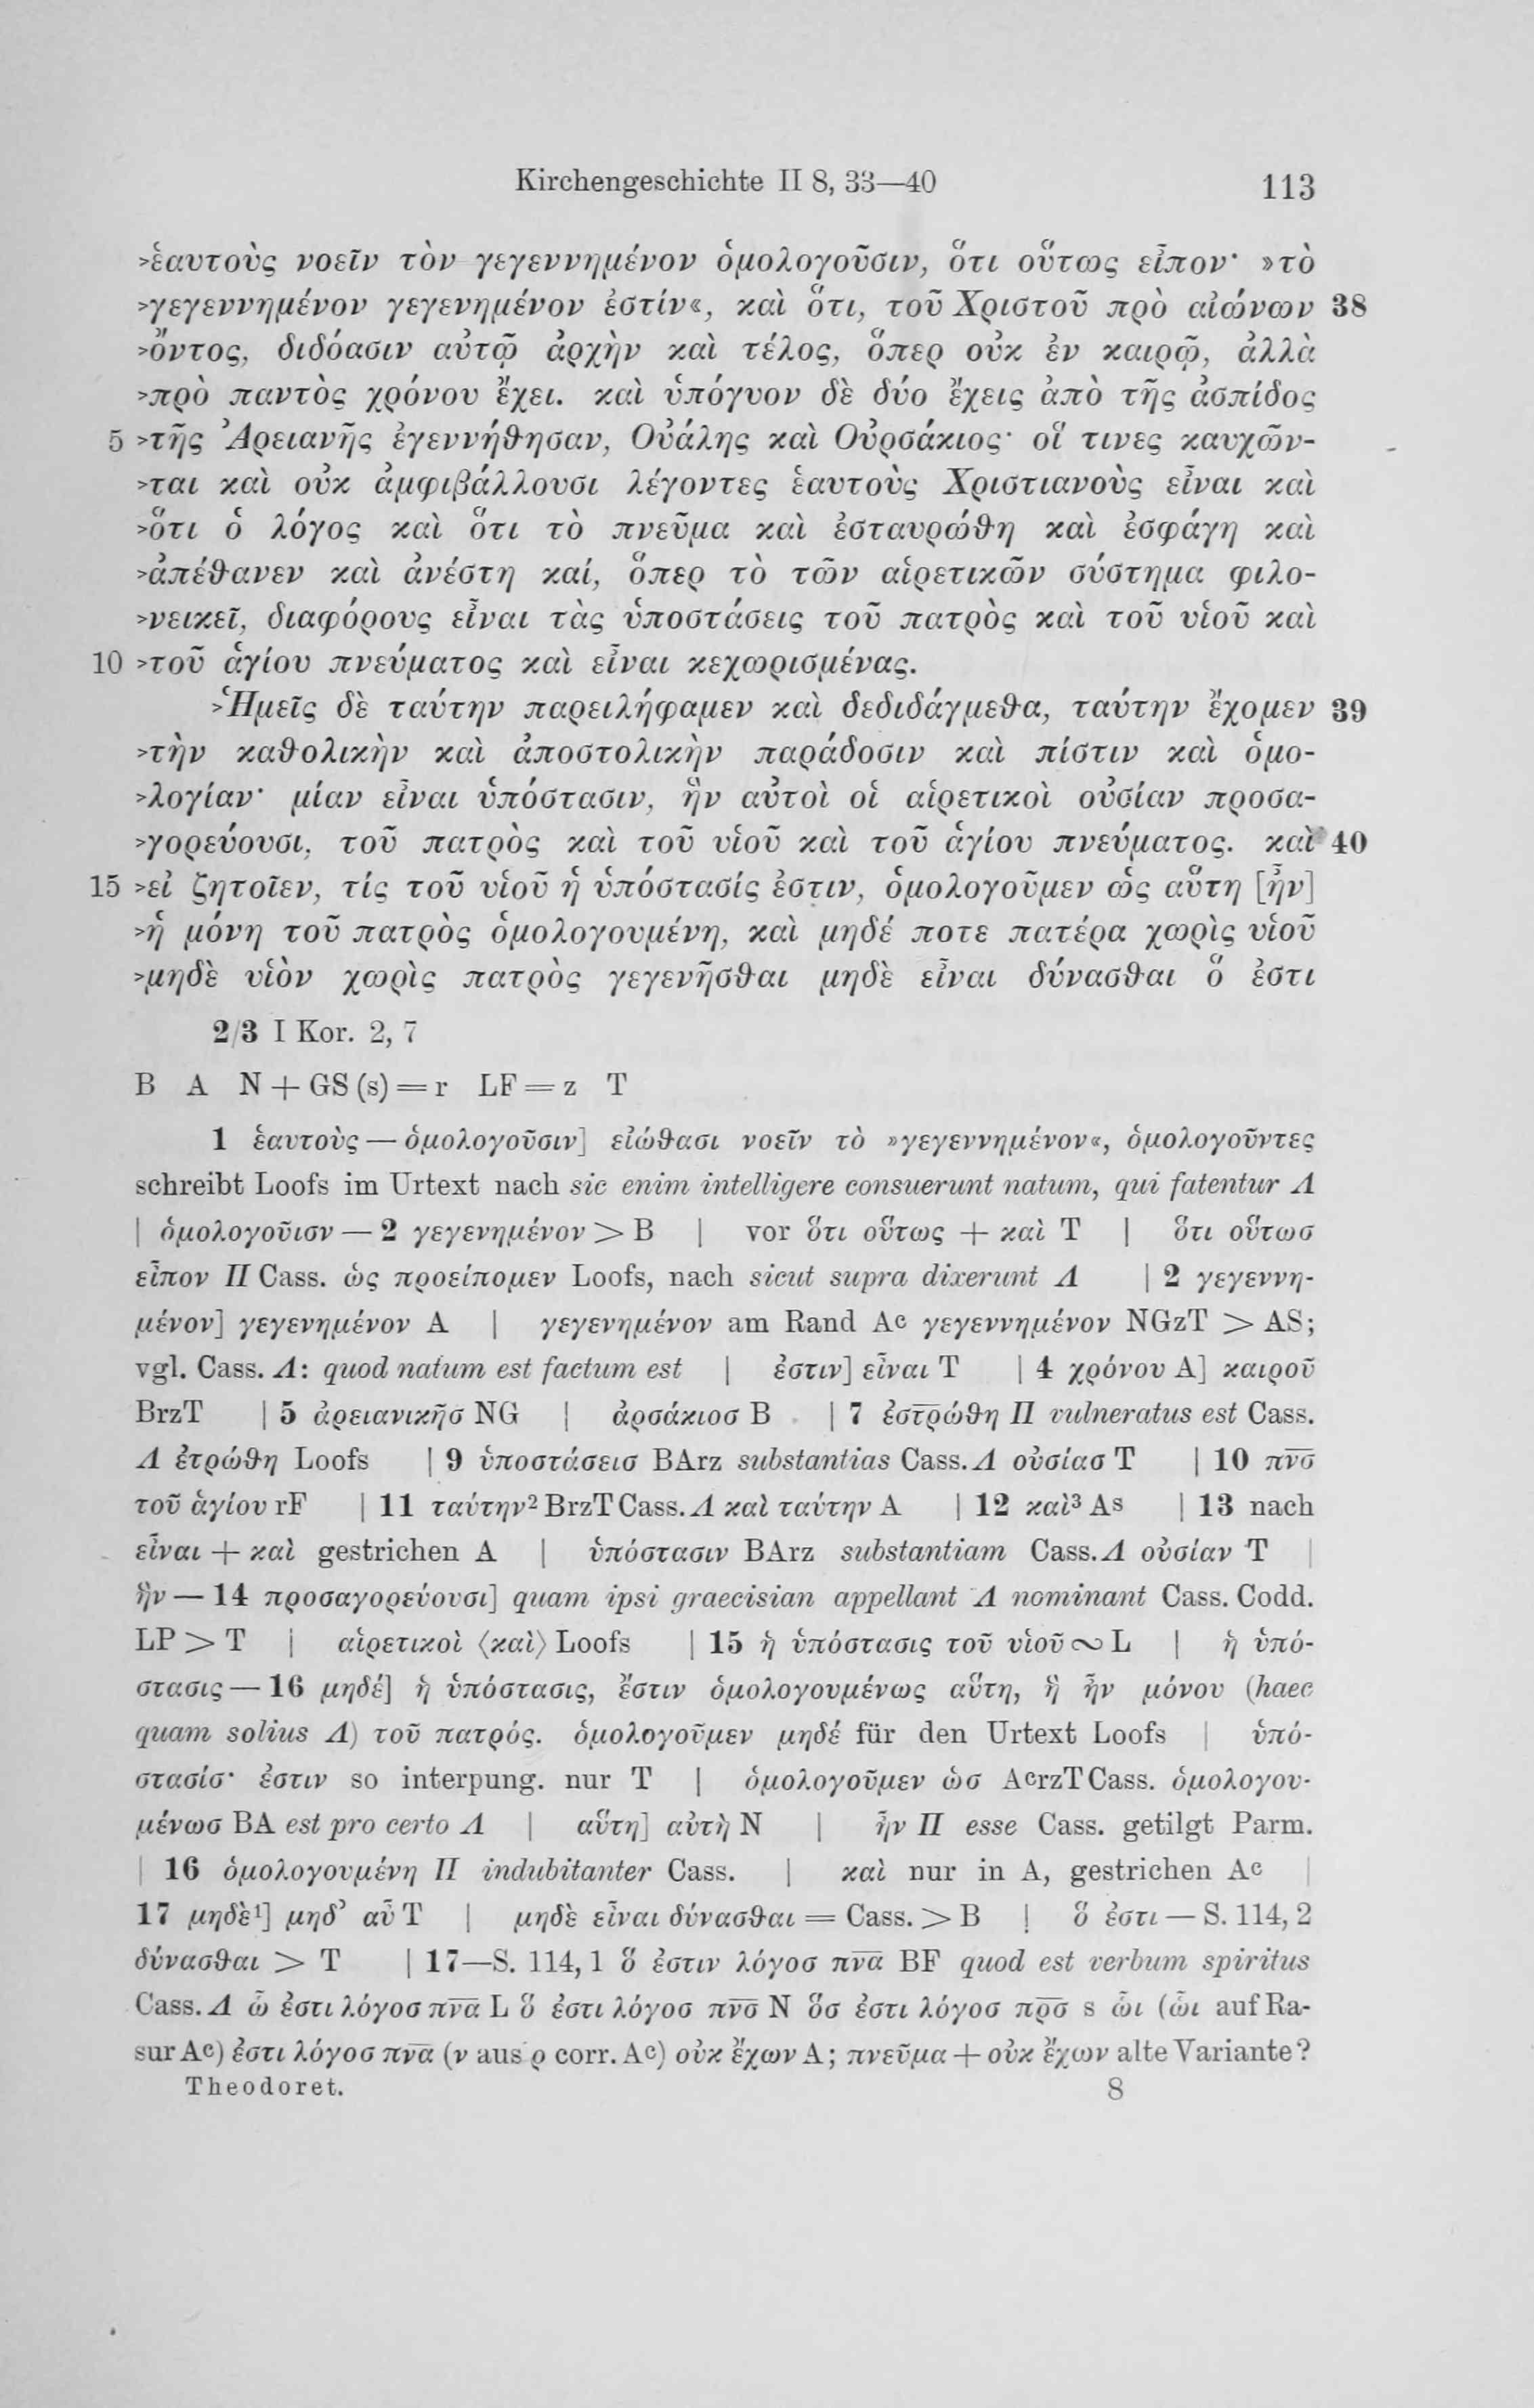 Kirchengeschichte II 8, 33—40 113
>ἑαυτοὺς νοεῖν τὸν γεγεννημένον ὁμολογοῦσιν, ὅτι οὕτως εἶπον· »τὸ
>γεγεννημένον γεγενημένον ἐστίν«, καὶ ὅτι, τοῦ Χριστοῦ πρὸ αἰώνων 38
>ὄντος, διδόασιν αὐτῷ ἀρχὴν καὶ τέλος, ὅπερ οὐκ ἐν καιρῷ, ἀλλὰ
>πρὸ παντὸς χρόνου ἔχει. καὶ ὑπόγυον δὲ δύο ἔχεις ἀπὸ τῆς ἀσπίδος
5 >τῆς Ἀρειανῆς ἐγεννήθησαν, Οὐάλης καὶ Οὐρσάκιος· οἵ τινες καυχῶν-
>ται καὶ οὐκ ἀμφιβάλλουσι λέγοντες ἑαυτοὺς Χριστιανοὺς εἶναι καὶ
>ὅτι ὁ λόγος καὶ ὅτι τὸ πνεῦμα καὶ ἐσταυρώθη καὶ ἐσφάγη καὶ
>ἀπέθανεν καὶ ἀνέστη καί, ὅπερ τὸ τῶν αἱρετικῶν σύστημα φιλο-
>νεικεῖ, διαφόρους εἶναι τὰς ὑποστάσεις τοῦ πατρὸς καὶ τοῦ υἱοῦ καὶ
10 >τοῦ ἁγίου πνεύματος καὶ εἶναι κεχωρισμένας.
>Ἡμεῖς δὲ ταύτην παρειλήφαμεν καὶ δεδιδάγμεθα, ταύτην ἔχομεν 39
>τὴν καθολικὴν καὶ ἀποστολικὴν παράδοσιν καὶ πίστιν καὶ ὁμο-
>λογίαν· μίαν εἶναι ὑπόστασιν, ἣν αὐτοὶ οἱ αἱρετικοὶ οὐσίαν προσα-
>γορεύουσι, τοῦ πατρὸς καὶ τοῦ υἱοῦ καὶ τοῦ ἁγίου πνεύματος. καὶ 40
15 >εἰ ζητοῖεν, τίς τοῦ υἱοῦ ἡ ὑπόστασίς ἐστιν, ὁμολογοῦμεν ὡς αὕτη [ἦν]
>ἡ μόνη τοῦ πατρὸς ὁμολογουμένη, καὶ μηδέ ποτε πατέρα χωρὶς υἱοῦ
>μηδὲ υἱὸν χωρὶς πατρὸς γεγενῆσθαι μηδὲ εἶναι δύνασθαι ὅ ἐστι
2/3 I Kor. 2, 7
B A N + GS (s) = r LF = z T
1 ἑαυτοὺς — ὁμολογοῦσιν] εἰώθασι νοεῖν τὸ »γεγεννημένον«, ὁμολογοῦντες
schreibt Loofs im Urtext nach sic enim intelligere consuerunt natum, qui fatentur Λ
| ὁμολογοῦισν — 2 γεγενημένον > B | vor ὅτι οὕτως + καὶ T | ὅτι οὕτωσ
εἶπον Π Cass. ὡς προείπομεν Loofs, nach sicut supra dixerunt Λ | 2 γεγεννη-
μένον] γεγενημένον A | γεγενημένον am Rand Aᶜ γεγεννημένον NGzT > AS;
vgl. Cass. Λ: quod natum est factum est | ἐστιν] εἶναι T | 4 χρόνου A] καιροῦ
BrzT | 5 ἀρειανικῆσ NG | ἀρσάκιοσ B | 7 ἐσ̅τ̅ρ̅ώθη Π vulneratus est Cass.
Λ ἐτρώθη Loofs | 9 ὑποστάσεισ BArz substantias Cass. Λ οὐσίασ T | 10 π̅ν̅σ̅
τοῦ ἁγίου rF | 11 ταύτην² BrzT Cass. Λ καὶ ταύτην A | 12 καὶ³ Aˢ | 13 nach
εἶναι + καὶ gestrichen A | ὑπόστασιν BArz substantiam Cass. Λ οὐσίαν T |
ἣν — 14 προσαγορεύουσι] quam ipsi graecisian appellant Λ nominant Cass. Codd.
LP > T | αἱρετικοὶ ⟨καὶ⟩ Loofs | 15 ἡ ὑπόστασις τοῦ υἱοῦ ∾ L | ἡ ὑπό-
στασις — 16 μηδέ] ἡ ὑπόστασις, ἔστιν ὁμολογουμένως αὕτη, ἣ ἦν μόνου (haec
quam solius Λ) τοῦ πατρός. ὁμολογοῦμεν μηδέ für den Urtext Loofs | ὑπό-
στασίσ· ἐστιν so interpung. nur T | ὁμολογοῦμεν ὡσ AᶜrzT Cass. ὁμολογου-
μένωσ BA est pro certo Λ | αὕτη] αὐτὴ N | ἦν Π esse Cass. getilgt Parm.
| 16 ὁμολογουμένη Π indubitanter Cass. | καὶ nur in A, gestrichen Aᶜ |
17 μηδὲ¹] μηδ’ αὖ T | μηδὲ εἶναι δύνασθαι = Cass. > B | ὅ ἐστι — S. 114, 2
δύνασθαι > T | 17—S. 114, 1 ὅ ἐστιν λόγοσ π̅ν̅α̅ BF quod est verbum spiritus
Cass. Λ ὧ ἐστι λόγοσ π̅ν̅α̅ L ὅ ἐστι λόγοσ π̅ν̅σ̅ N ὅσ ἐστι λόγοσ π̅ρ̅σ̅ s ὧι (ὧι auf Ra-
sur Aᶜ) ἐστι λόγοσ π̅ν̅α̅ (ν aus ρ corr. Aᶜ) οὐκ ἔχων A; πνεῦμα + οὐκ ἔχων alte Variante?
Theodoret. 8